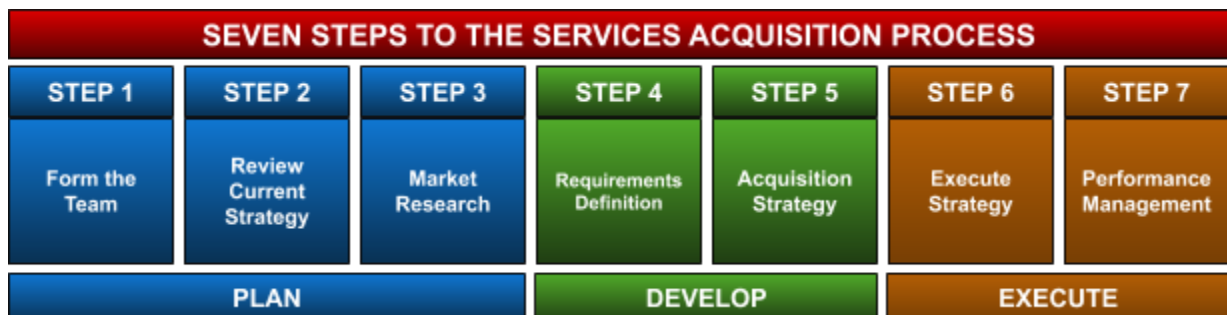 SEVEN STEPS TO THE SERVICES ACQUISITION PROCESS
STEP 1
STEP 2
STEP 3
STEP 4
STEP 5
STEP 6
STEP 7
Form the
Team
Review
Current
Strategy
Market
Research
Requirements
Definition
Acquisition
Strategy
Execute
Strategy
Performance
Management
PLAN
DEVELOP
EXECUTE